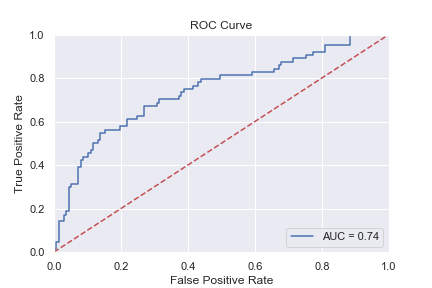 ROC Curve
1.0
0.8
0.6
0.4
0.2
0.0
True Positive Rate
AUC = 0.74
0.0 0.2 0.4 0.6 0.8 1.0
False Positive Rate